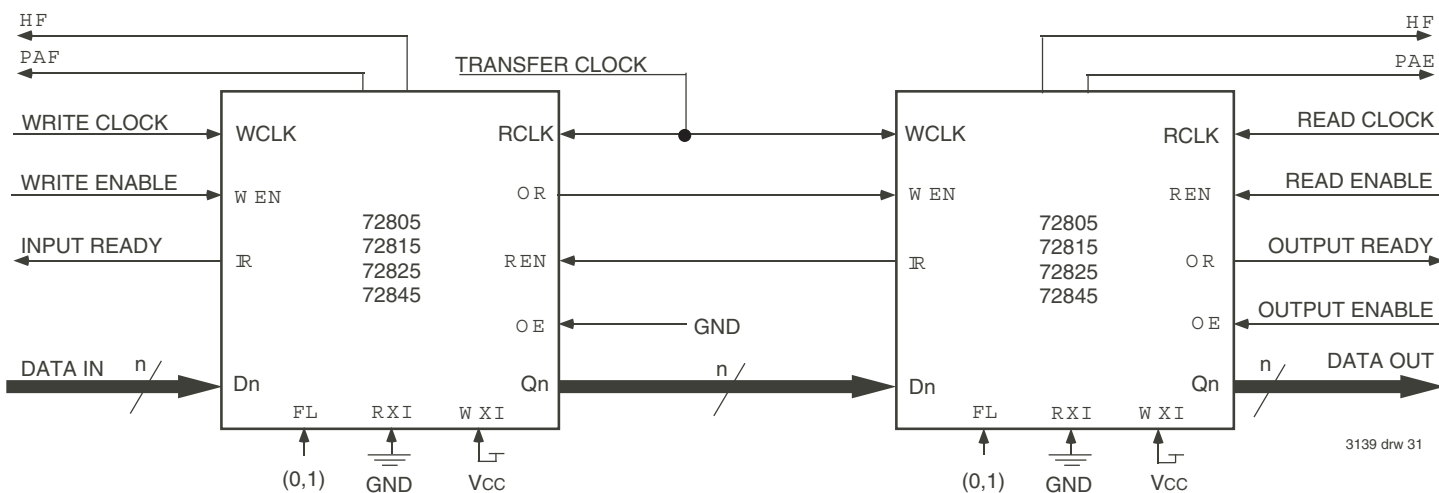 HF HF
PAF TRANSFER CLOCK PAE
WRITE CLOCK WCLK RCLK WCLK RCLK READ CLOCK
WRITE ENABLE WEN OR WEN REN READ ENABLE
72805 72805
INPUT READY IR 72815 REN IR 72815 OR OUTPUT READY
72825 72825
72845 72845
OE GND OE OUTPUT ENABLE
DATA IN n Dn Qn n Dn Qn n DATA OUT
FL RXI WXI FL RXI WXI
3139 drw 31
(0,1) GND VCC (0,1) GND VCC